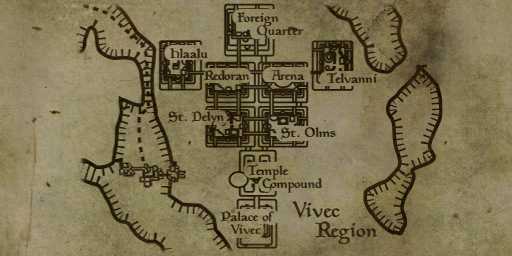 Foreign
Quarter
Hlaalu
Redoran
Arena
Telvanni
St. Delyn
St. Olms
Temple
Compound
Palace of
Vivec
Vivec
Region